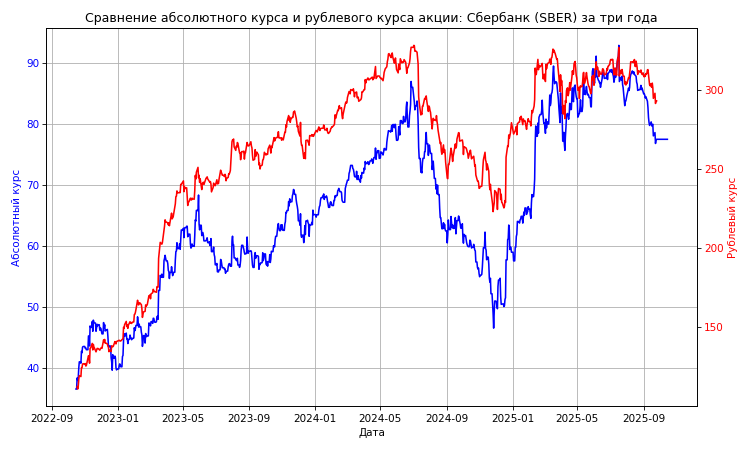 Сравнение абсолютного курса и рублевого курса акции: Сбербанк (SBER) за три года
90
80
70
60
50
40
Абсолютный курс
300
250
200
150
Рублевый курс
2022-09 2023-01 2023-05 2023-09 2024-01 2024-05 2024-09 2025-01 2025-05 2025-09
Дата